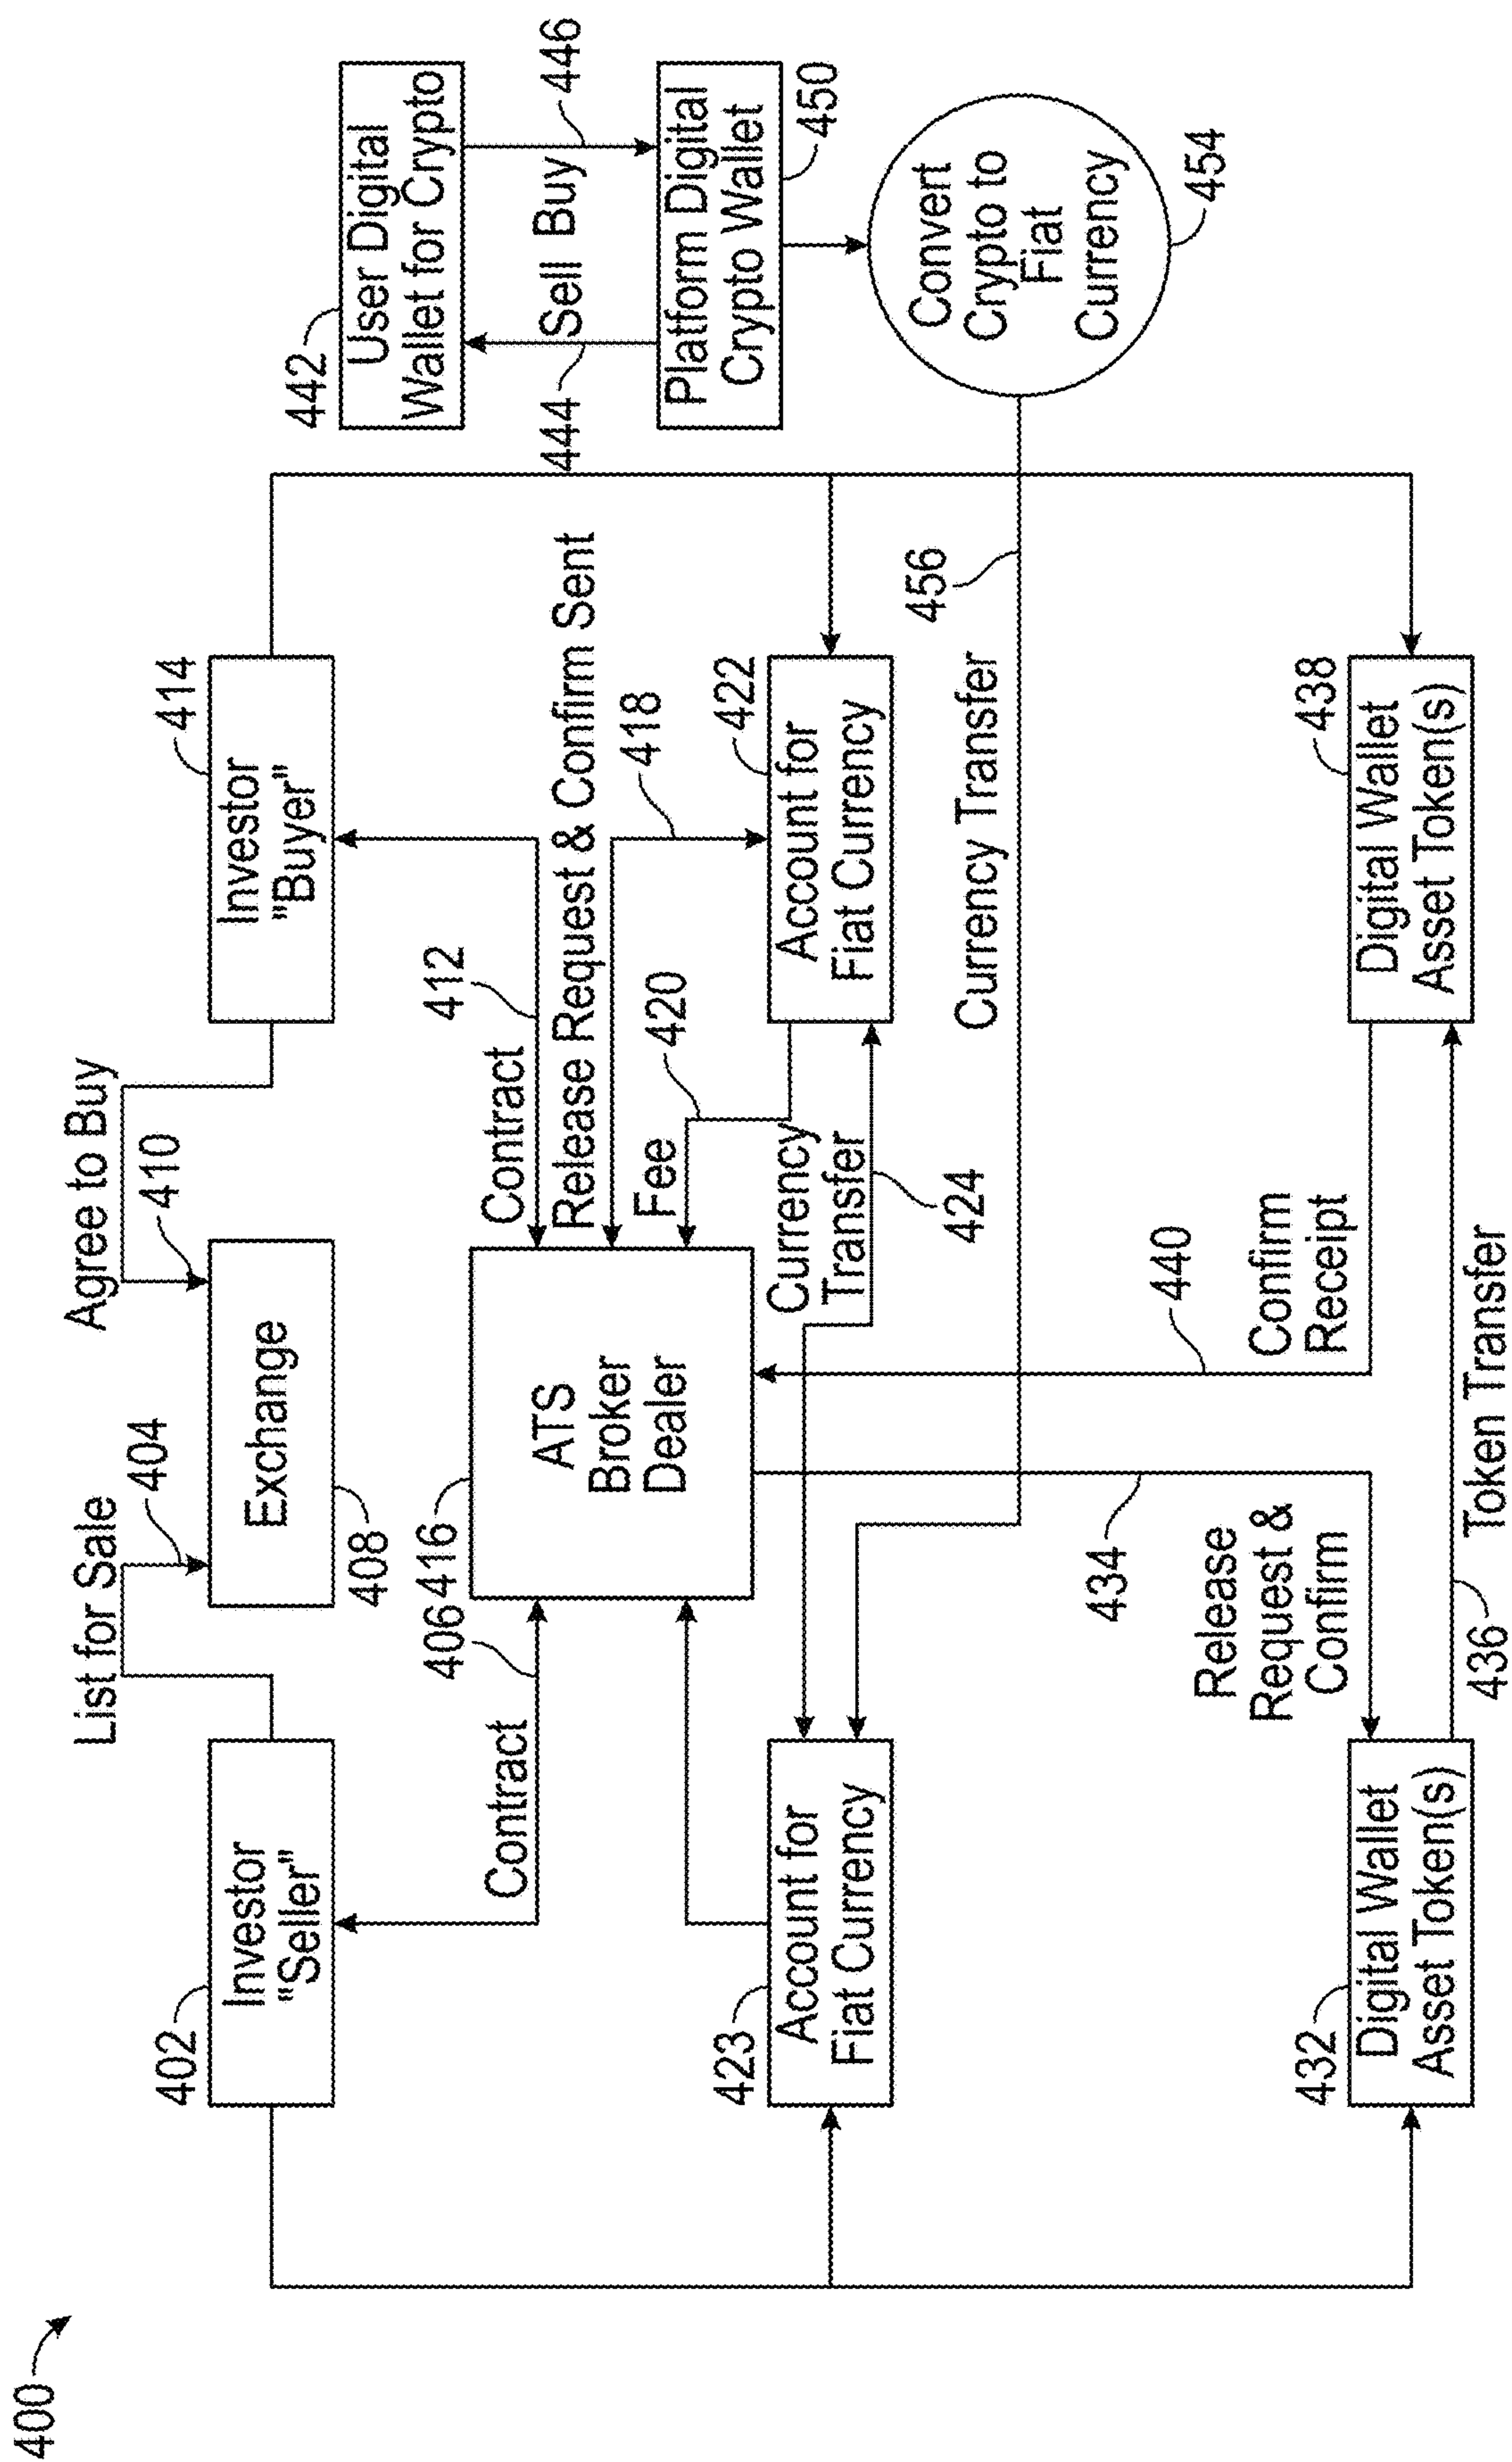 400
List for Sale
Agree to Buy
404
410
402
Investor
"Seller"
408
Exchange
414
Investor
"Buyer"
442
User Digital
Wallet for Crypto
444
Sell
Buy
446
Platform Digital
Crypto Wallet
450
Convert
Crypto to
Fiat
Currency
454
Contract
406
416
ATS
Broker
Dealer
Contract
412
Release Request & Confirm Sent
418
Fee
420
Currency
Transfer
424
423
Account for
Fiat Currency
422
Account for
Fiat Currency
Currency Transfer
456
434
440
Release
Request &
Confirm
Confirm
Receipt
432
Digital Wallet
Asset Token(s)
438
Digital Wallet
Asset Token(s)
436
Token Transfer